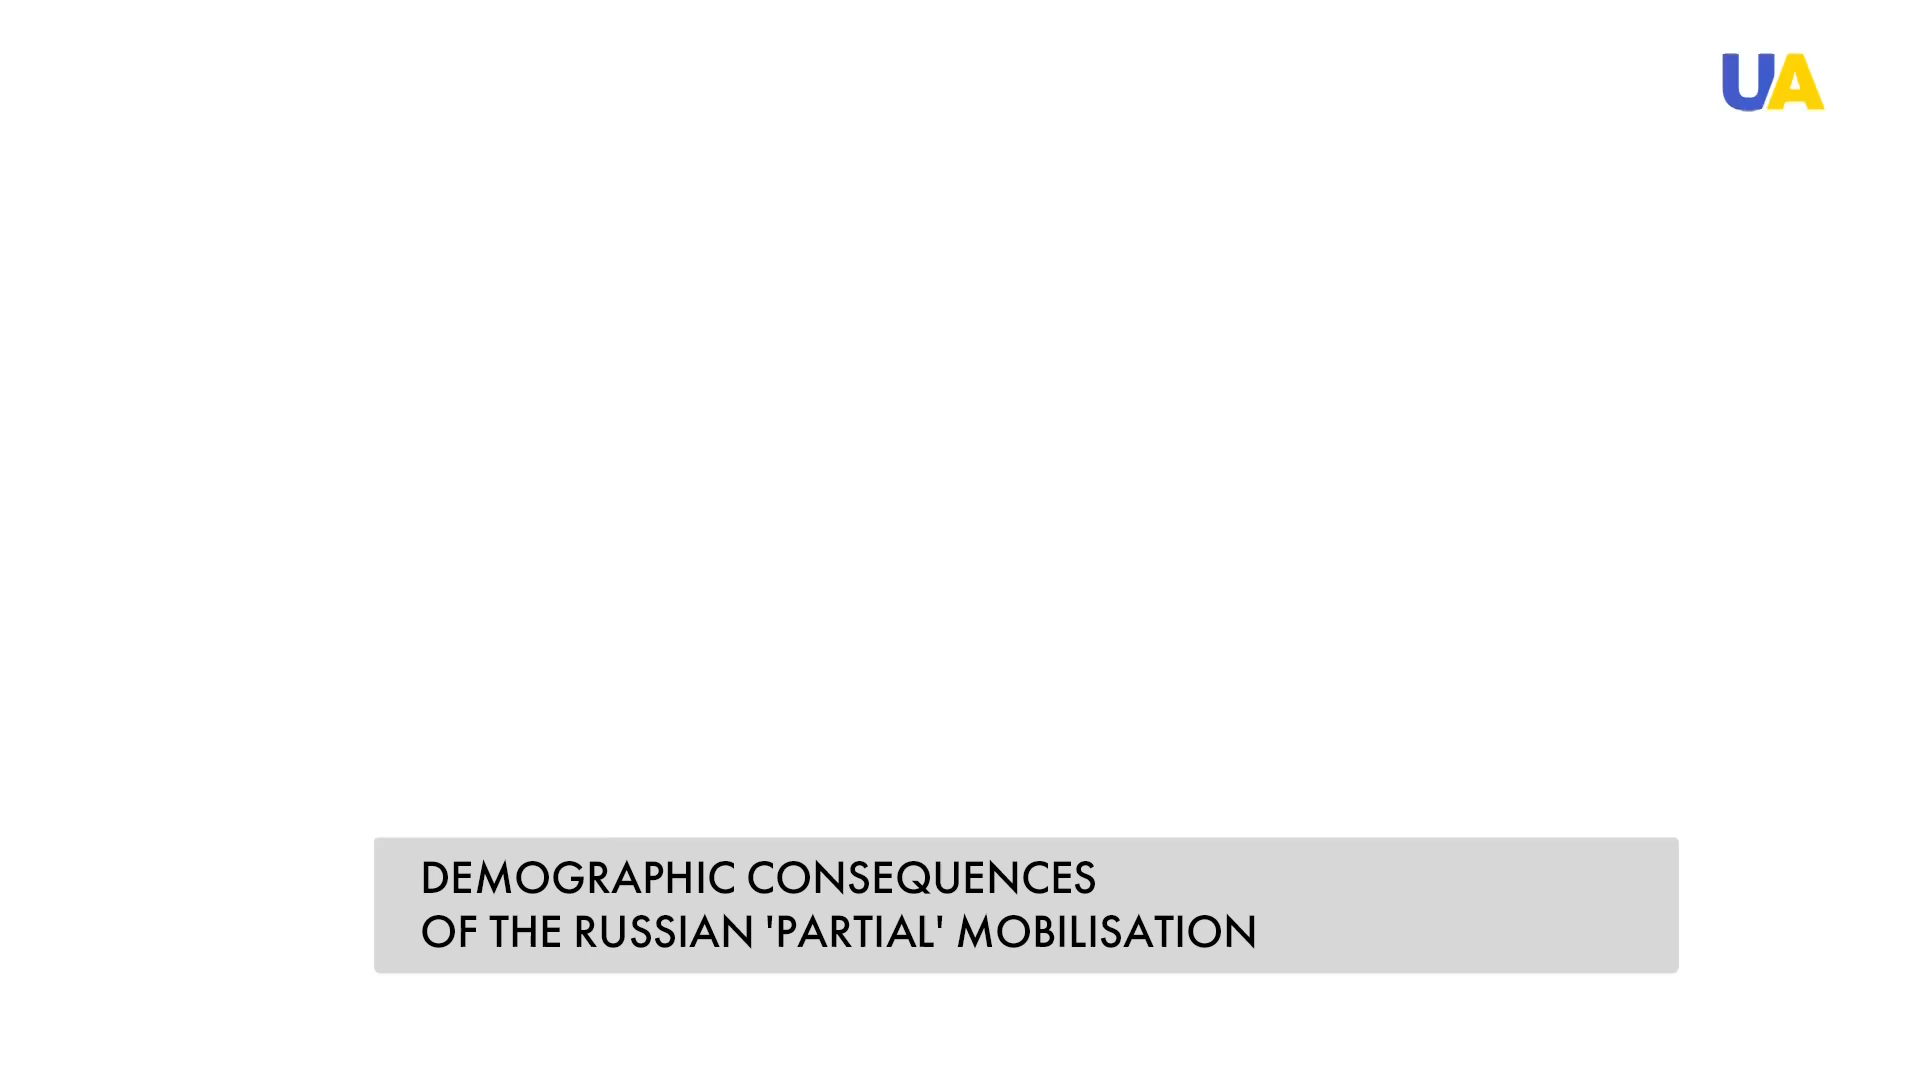 UA
DEMOGRAPHIC CONSEQUENCES
OF THE RUSSIAN 'PARTIAL' MOBILISATION